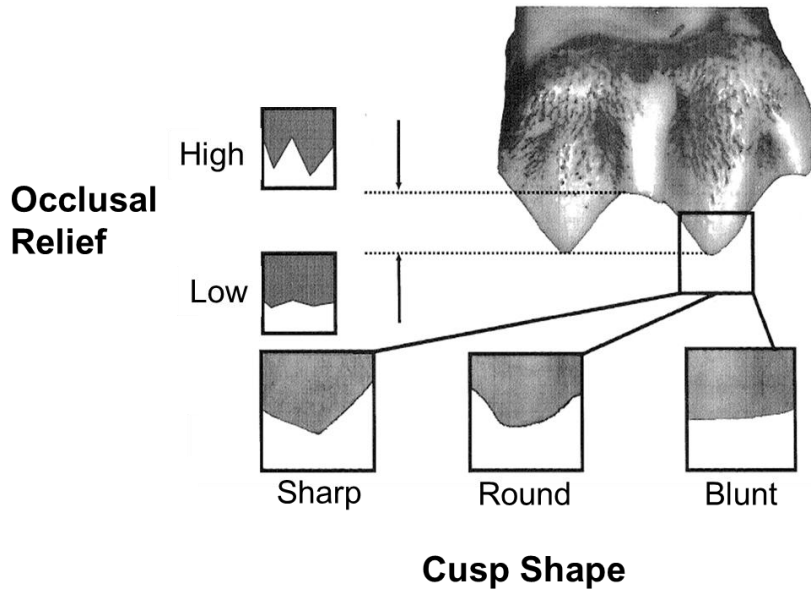 High
Occlusal
Relief
Low
Sharp
Round
Blunt
Cusp Shape